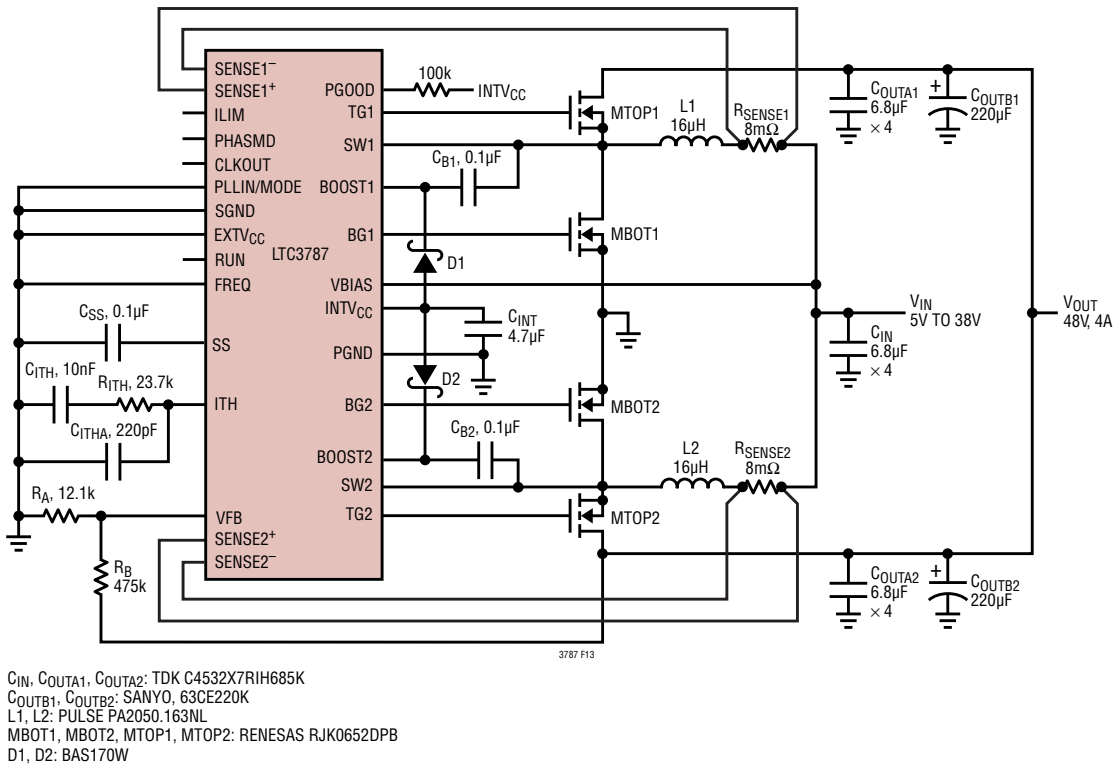 SENSE1–
SENSE1+
ILIM
PHASMD
CLKOUT
PLLIN/MODE
SGND
EXTVCC
RUN
FREQ
SS
ITH
VFB
SENSE2+
SENSE2–
LTC3787
PGOOD
TG1
SW1
BOOST1
BG1
VBIAS
INTVCC
PGND
BG2
BOOST2
SW2
TG2
100k
INTVCC
CB1, 0.1µF
D1
CINT
4.7µF
D2
CB2, 0.1µF
MTOP1
MBOT1
MBOT2
MTOP2
L1
16µH
RSENSE1
8mΩ
L2
16µH
RSENSE2
8mΩ
COUTA1
6.8µF
× 4
+
COUTB1
220µF
VIN
5V TO 38V
CIN
6.8µF
× 4
VOUT
48V, 4A
COUTA2
6.8µF
× 4
+
COUTB2
220µF
CSS, 0.1µF
CITH, 10nF
RITH, 23.7k
CITHA, 220pF
RA, 12.1k
RB
475k
3787 F13
CIN, COUTA1, COUTA2: TDK C4532X7RIH685K
COUTB1, COUTB2: SANYO, 63CE220K
L1, L2: PULSE PA2050.163NL
MBOT1, MBOT2, MTOP1, MTOP2: RENESAS RJK0652DPB
D1, D2: BAS170W